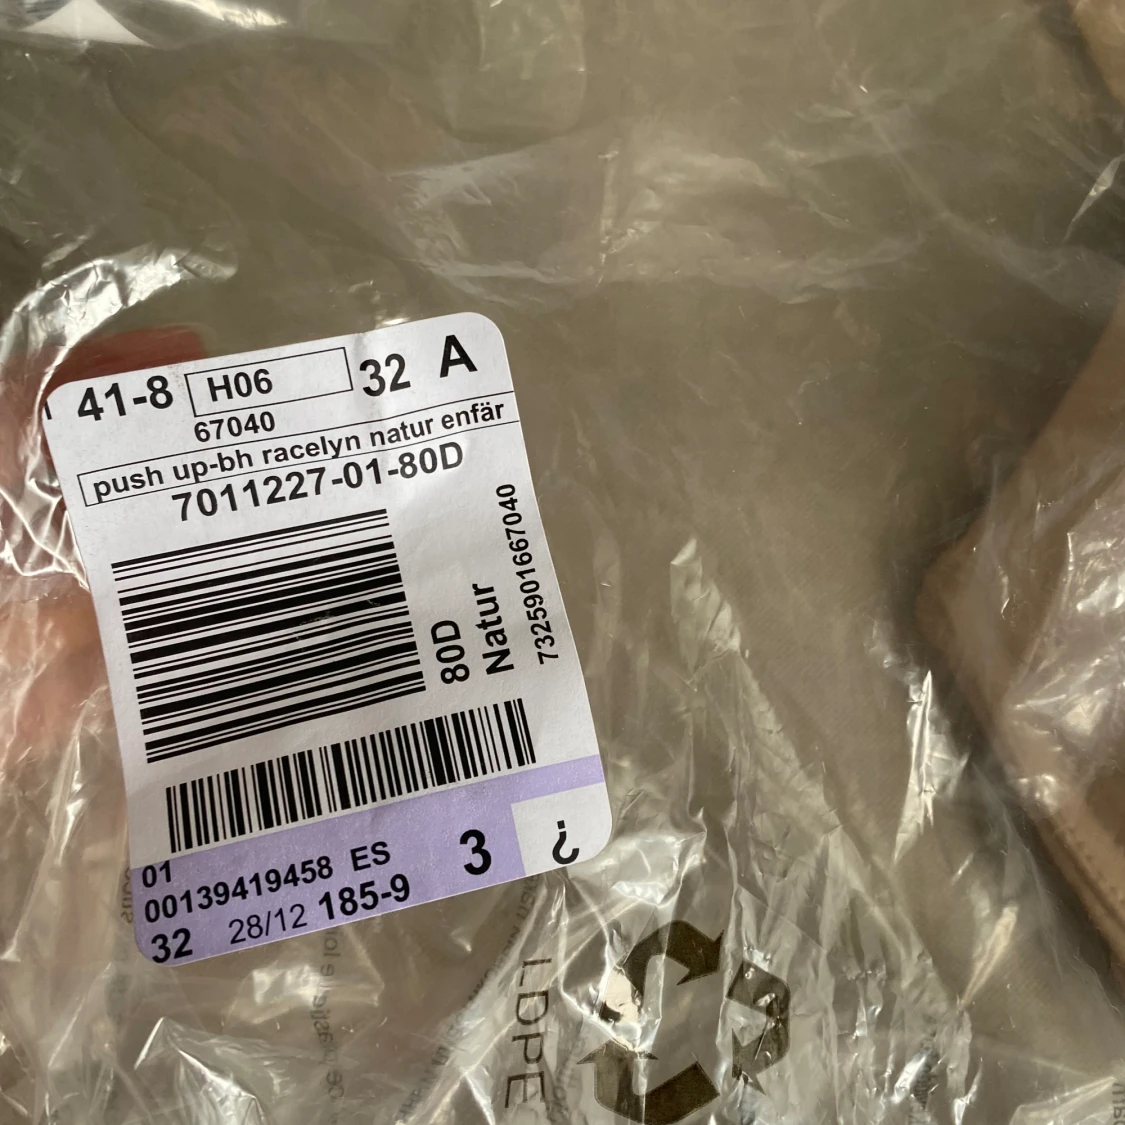 41-8 H06 32 A
67040
push up-bh racelyn natur enfär
7011227-01-80D
80D
Natur
7325901667040
01
00139419458 ES 3 ¿
32 28/12 185-9
LDPE